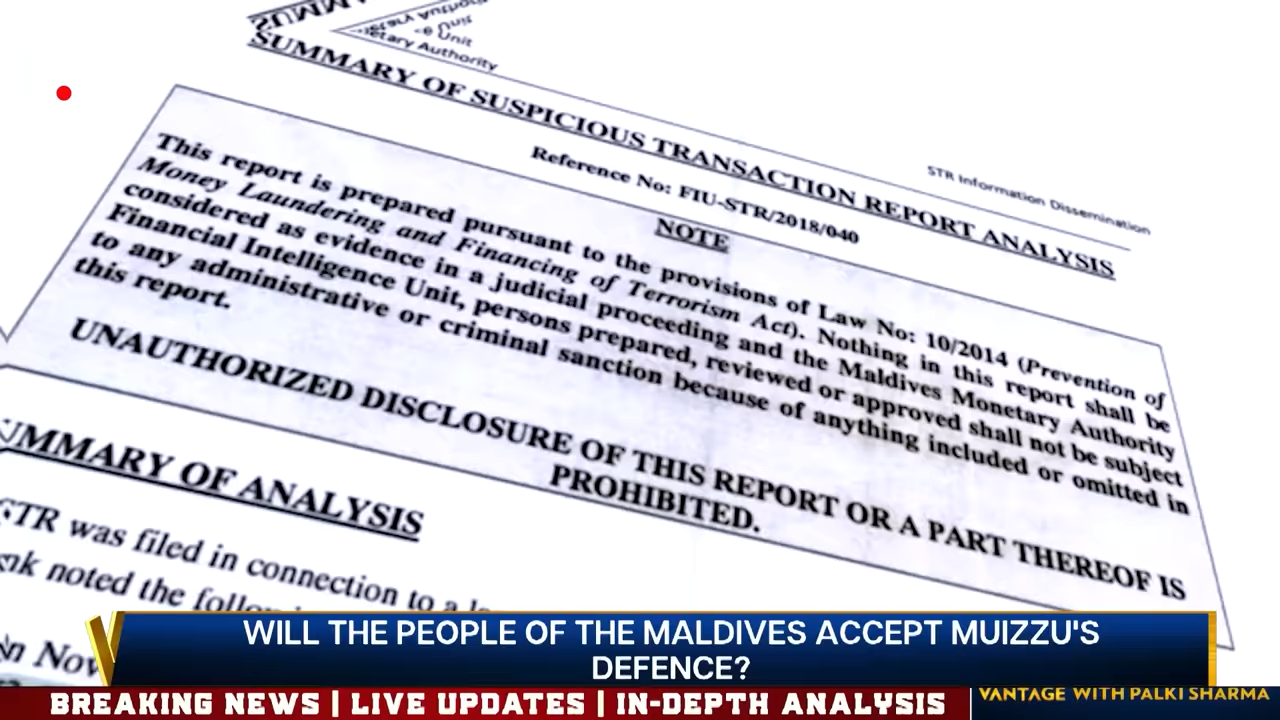 e Unit
etary Authority
SUMMARY OF SUSPICIOUS TRANSACTION REPORT ANALYSIS
STR Information Dissemination
Reference No: FIU-STR/2018/040
NOTE
This report is prepared pursuant to the provisions of Law No: 10/2014 (Prevention of
Money Laundering and Financing of Terrorism Act). Nothing in this report shall be
considered as evidence in a judicial proceeding and the Maldives Monetary Authority
Financial Intelligence Unit, persons prepared, reviewed or approved shall not be subject
to any administrative or criminal sanction because of anything included or omitted in
this report.
UNAUTHORIZED DISCLOSURE OF THIS REPORT OR A PART THEREOF IS
PROHIBITED.
UMMARY OF ANALYSIS
STR was filed in connection to a
nk noted the
n Nov
WILL THE PEOPLE OF THE MALDIVES ACCEPT MUIZZU'S
DEFENCE?
BREAKING NEWS | LIVE UPDATES | IN-DEPTH ANALYSIS
VANTAGE WITH PALKI SHARMA